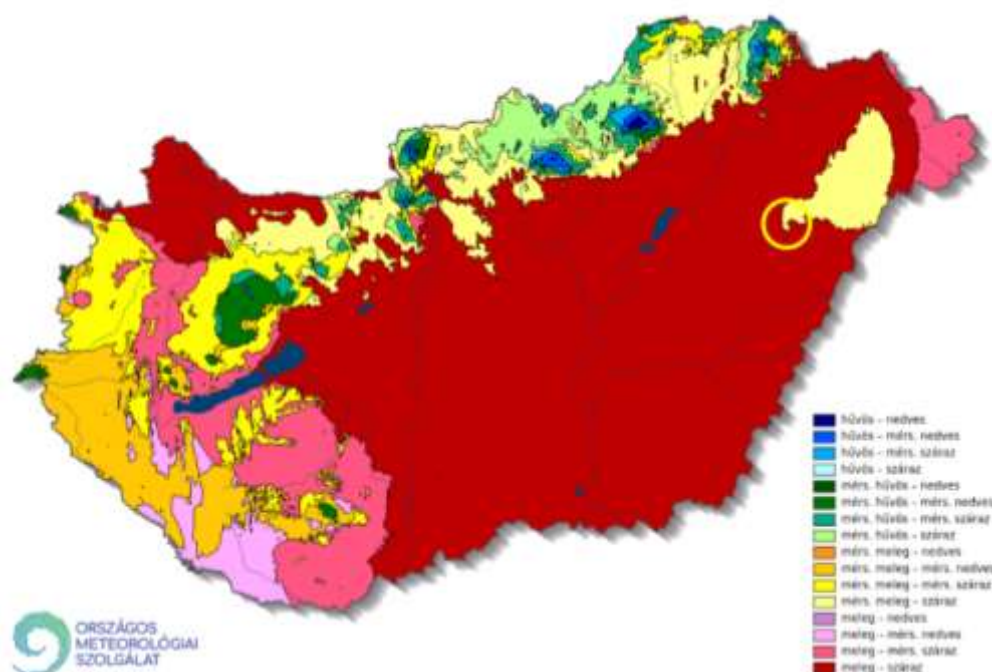 hűvös - nedves
hűvös - mérs. nedves
hűvös - mérs. száraz
hűvös - száraz
mérs. hűvös - nedves
mérs. hűvös - mérs. nedves
mérs. hűvös - mérs. száraz
mérs. hűvös - száraz
mérs. meleg - nedves
mérs. meleg - mérs. nedves
mérs. meleg - mérs. száraz
mérs. meleg - száraz
meleg - nedves
meleg - mérs. nedves
meleg - mérs. száraz
meleg - száraz
ORSZÁGOS
METEOROLÓGIAI
SZOLGÁLAT